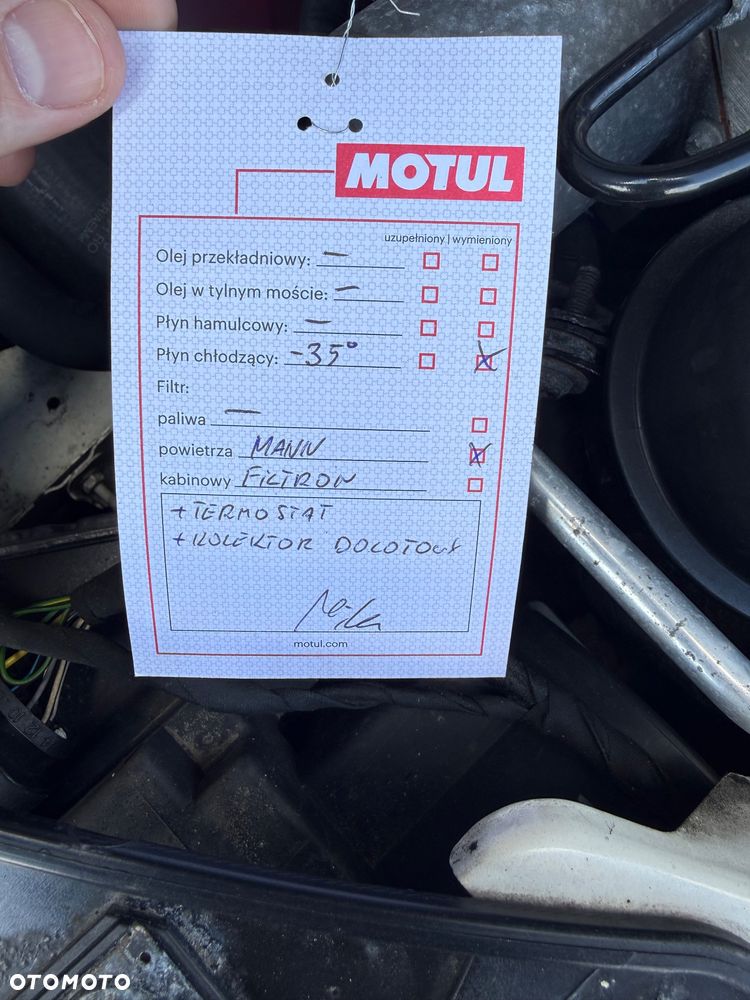 MOTUL
uzupełniony | wymieniony
Olej przekładniowy: —
Olej w tylnym moście: —
Płyn hamulcowy: —
Płyn chłodzący: -35°
Filtr:
paliwa —
powietrza MANN
kabinowy FILTRON
+ TERMOSTAT
+ KOLEKTOR DOLOTOWY
motul.com
OTOMOTO